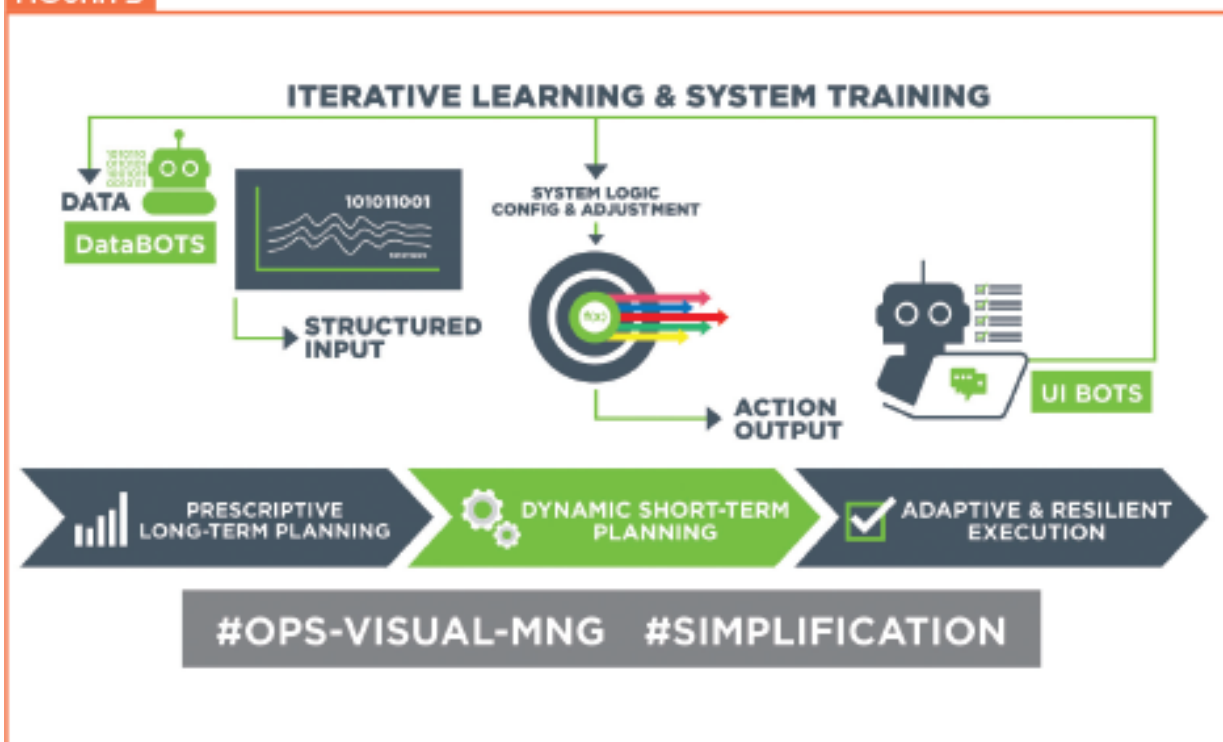 ITERATIVE LEARNING & SYSTEM TRAINING
DATA
DataBOTS
101011001
STRUCTURED
INPUT
SYSTEM LOGIC
CONFIG & ADJUSTMENT
f(x)
ACTION
OUTPUT
UI BOTS
PRESCRIPTIVE
LONG-TERM PLANNING
DYNAMIC SHORT-TERM
PLANNING
ADAPTIVE & RESILIENT
EXECUTION
#OPS-VISUAL-MNG #SIMPLIFICATION